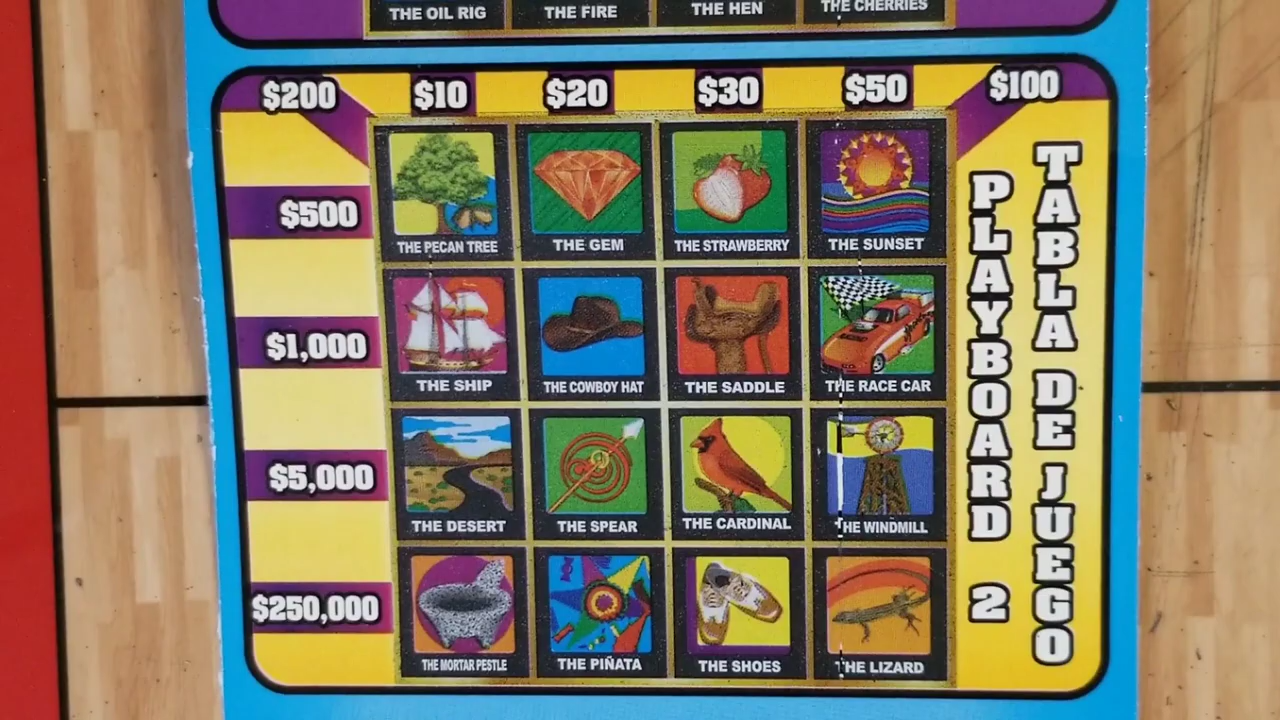 THE OIL RIG THE FIRE THE HEN THE CHERRIES
$200 $10 $20 $30 $50 $100
THE PECAN TREE THE GEM THE STRAWBERRY THE SUNSET
$500
THE SHIP THE COWBOY HAT THE SADDLE THE RACE CAR
$1,000
THE DESERT THE SPEAR THE CARDINAL THE WINDMILL
$5,000
THE MORTAR PESTLE THE PIÑATA THE SHOES THE LIZARD
$250,000
PLAYBOARD 2
TABLA DE JUEGO